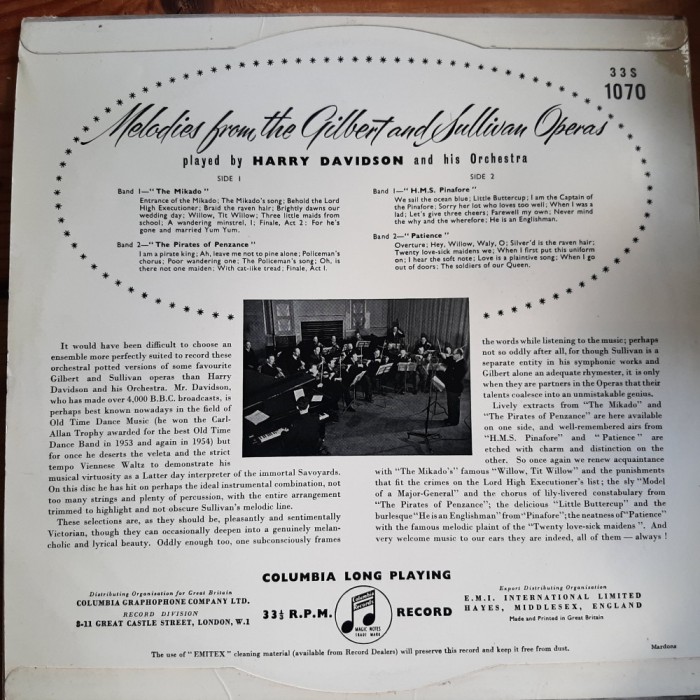 33S
1070
Melodies from the Gilbert and Sullivan Operas
played by HARRY DAVIDSON and his Orchestra
SIDE 1
Band 1—"The Mikado"
Entrance of the Mikado; The Mikado's song; Behold the Lord
High Executioner; Braid the raven hair; Brightly dawns our
wedding day; Willow, Tit Willow; Three little maids from
school; A wandering minstrel, I; Finale, Act 2; For he's
gone and married Yum Yum.
Band 2—"The Pirates of Penzance"
I am a pirate king; Ah, leave me not to pine alone; Policeman's
chorus; Poor wandering one; The Policeman's song; Oh, is
there not one maiden; With cat-like tread; Finale, Act I.
SIDE 2
Band 1—"H.M.S. Pinafore"
We sail the ocean blue; Little Buttercup; I am the Captain of
the Pinafore; Sorry her lot who loves too well; When I was a
lad; Let's give three cheers; Farewell my own; Never mind
the why and the wherefore; He is an Englishman.
Band 2—"Patience"
Overture; Hey, Willow, Waly, O; Silver'd is the raven hair;
Twenty love-sick maidens we; When I first put this uniform
on; I hear the soft note; Love is a plaintive song; When I go
out of doors; The soldiers of our Queen.
It would have been difficult to choose an
ensemble more perfectly suited to record these
orchestral potted versions of some favourite
Gilbert and Sullivan operas than Harry
Davidson and his Orchestra. Mr. Davidson,
who has made over 4,000 B.B.C. broadcasts, is
perhaps best known nowadays in the field of
Old Time Dance Music (he won the Carl-
Allan Trophy awarded for the best Old Time
Dance Band in 1953 and again in 1954) but
for once he deserts the veleta and the strict
tempo Viennese Waltz to demonstrate his
musical virtuosity as a Latter day interpreter of the immortal Savoyards.
On this disc he has hit on perhaps the ideal instrumental combination, not
too many strings and plenty of percussion, with the entire arrangement
trimmed to highlight and not obscure Sullivan's melodic line.
These selections are, as they should be, pleasantly and sentimentally
Victorian, though they can occasionally deepen into a genuinely melan-
cholic and lyrical beauty. Oddly enough too, one subconsciously frames
the words while listening to the music; perhaps
not so oddly after all, for though Sullivan is a
separate entity in his symphonic works and
Gilbert alone an adequate rhymester, it is only
when they are partners in the Operas that their
talents coalesce into an unmistakable genius.
Lively extracts from "The Mikado" and
"The Pirates of Penzance" are here available
on one side, and well-remembered airs from
"H.M.S. Pinafore" and "Patience" are
etched with charm and distinction on the
other. So once again we renew acquaintance
with "The Mikado's" famous "Willow, Tit Willow" and the punishments
that fit the crimes on the Lord High Executioner's list; the sly "Model
of a Major-General" and the chorus of lily-livered constabulary from
"The Pirates of Penzance"; the delicious "Little Buttercup" and the
burlesque "He is an Englishman" from "Pinafore"; the neatness of "Patience"
with the famous melodic plaint of the "Twenty love-sick maidens". And
very welcome music to our ears they are indeed, all of them — always !
COLUMBIA LONG PLAYING
33⅓ R.P.M. RECORD
Columbia
Records
MAGIC NOTES
TRADE MARK
Distributing Organisation for Great Britain
COLUMBIA GRAPHOPHONE COMPANY LTD.
RECORD DIVISION
8-11 GREAT CASTLE STREET, LONDON, W.1
Export Distributing Organisation
E.M.I. INTERNATIONAL LIMITED
HAYES, MIDDLESEX, ENGLAND
Made and Printed in Great Britain
The use of "EMITEX" cleaning material (available from Record Dealers) will preserve this record and keep it free from dust.
Mardons